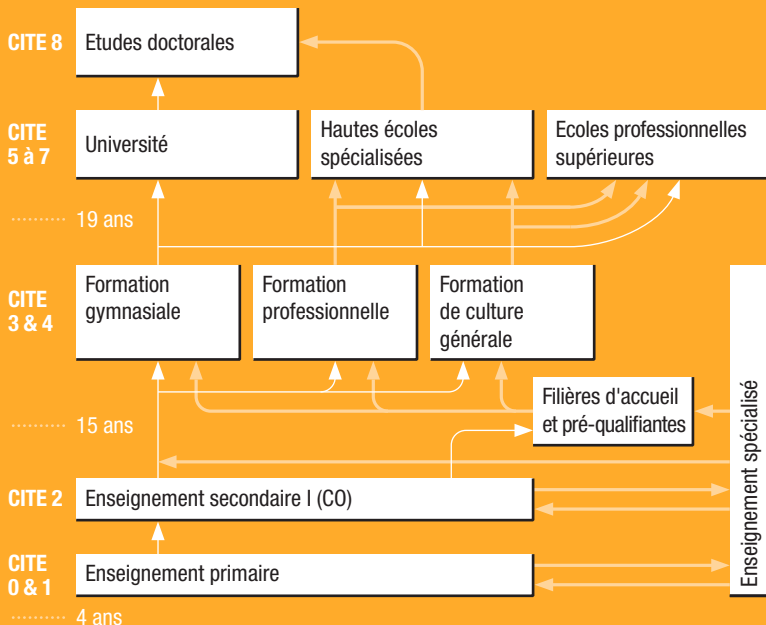 CITE 8
Etudes doctorales
CITE
5 à 7
Université
Hautes écoles
spécialisées
Ecoles professionnelles
supérieures
19 ans
CITE
3 & 4
Formation
gymnasiale
Formation
professionnelle
Formation
de culture
générale
Filières d'accueil
et pré-qualifiantes
15 ans
Enseignement spécialisé
CITE 2
Enseignement secondaire I (CO)
CITE
0 & 1
Enseignement primaire
4 ans